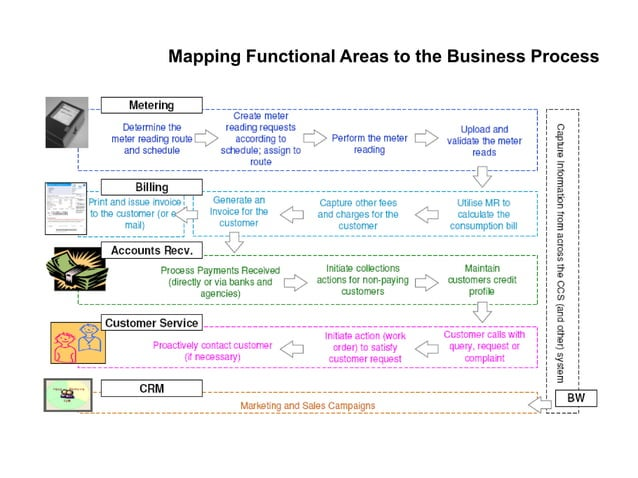 Mapping Functional Areas to the Business Process
Metering
Determine the
meter reading route
and schedule
Create meter
reading requests
according to
schedule; assign to
route
Perform the meter
reading
Upload and
validate the meter
reads
Billing
Print and issue invoice
to the customer (or e
mail)
Generate an
Invoice for the
customer
Capture other fees
and charges for the
customer
Utilise MR to
calculate the
consumption bill
Accounts Recv.
Process Payments Received
(directly or via banks and
agencies)
Initiate collections
actions for non-paying
customers
Maintain
customers credit
profile
Customer Service
Proactively contact customer
(if necessary)
Initiate action (work
order) to satisfy
customer request
Customer calls with
query, request or
complaint
CRM
Marketing and Sales Campaigns
Capture Information from across the CCS (and other) system
BW